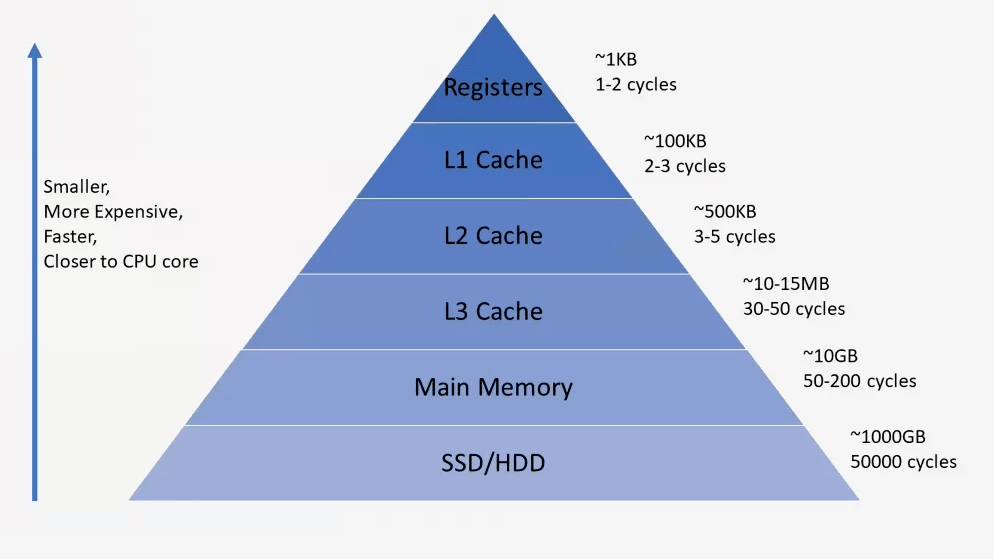 Registers
~1KB
1-2 cycles
L1 Cache
~100KB
2-3 cycles
Smaller,
More Expensive,
Faster,
Closer to CPU core
L2 Cache
~500KB
3-5 cycles
L3 Cache
~10-15MB
30-50 cycles
Main Memory
~10GB
50-200 cycles
SSD/HDD
~1000GB
50000 cycles